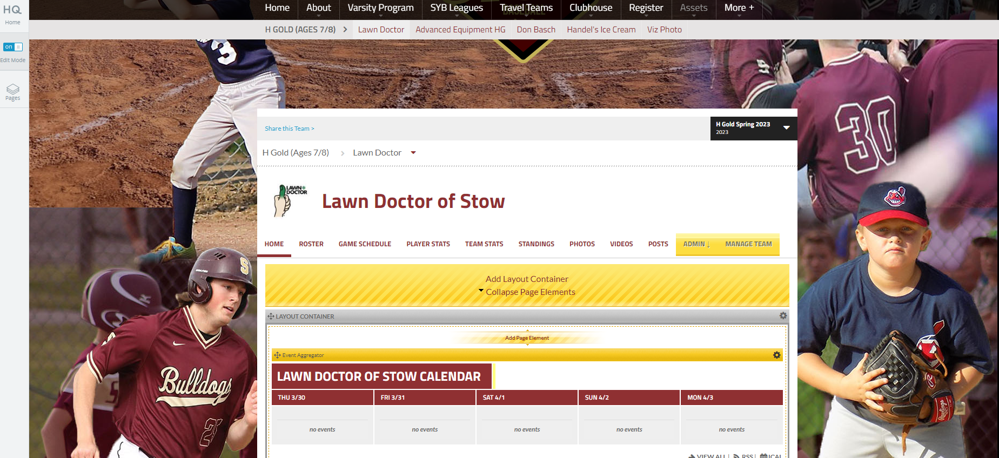 HQ
Home
on
Edit Mode
Pages
Home About Varsity Program SYB Leagues Travel Teams Clubhouse Register Assets More +
H GOLD (AGES 7/8) Lawn Doctor Advanced Equipment HG Don Basch Handel's Ice Cream Viz Photo
3
30
Share this Team >
H Gold Spring 2023
2023
H Gold (Ages 7/8) Lawn Doctor
LAWN
DOCTOR
Lawn Doctor of Stow
HOME ROSTER GAME SCHEDULE PLAYER STATS TEAM STATS STANDINGS PHOTOS VIDEOS POSTS ADMIN ↓ MANAGE TEAM
Add Layout Container
Collapse Page Elements
LAYOUT CONTAINER
Add Page Element
Event Aggregator
LAWN DOCTOR OF STOW CALENDAR
THU 3/30 FRI 3/31 SAT 4/1 SUN 4/2 MON 4/3
no events no events no events no events no events
VIEW ALL | RSS | ICAL
S
Bulldogs
Rawlings